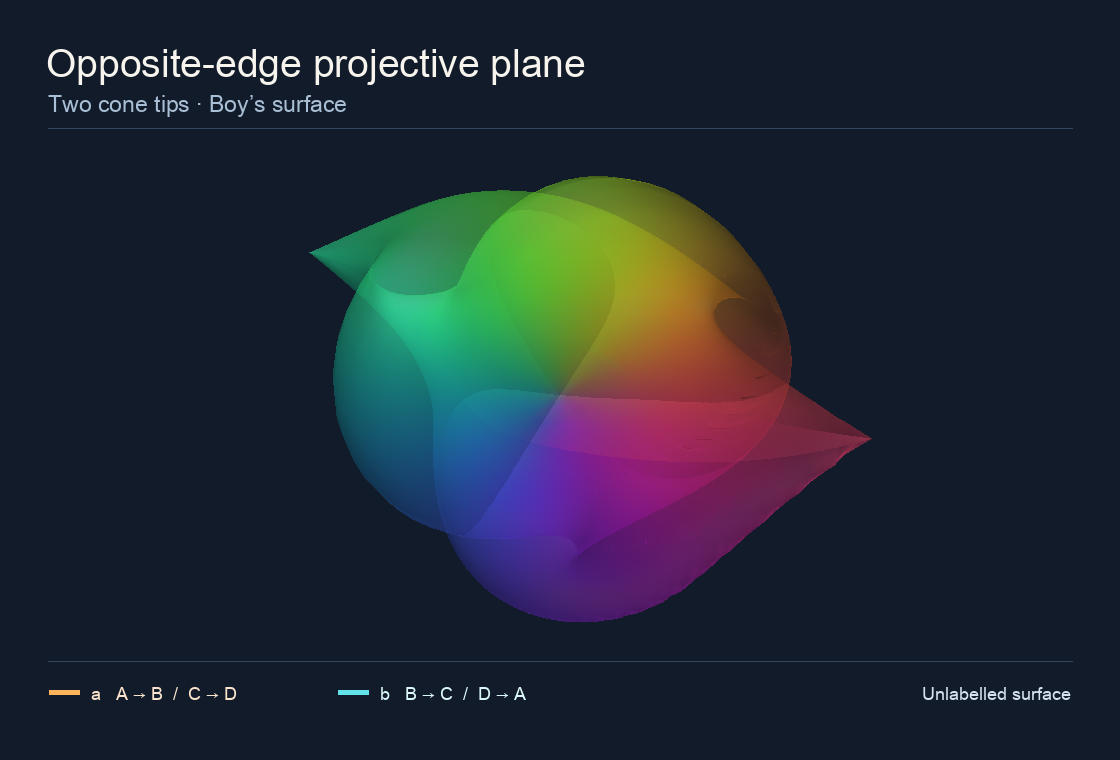 Opposite-edge projective plane
Two cone tips · Boy’s surface
a A→B / C→D b B→C / D→A Unlabelled surface